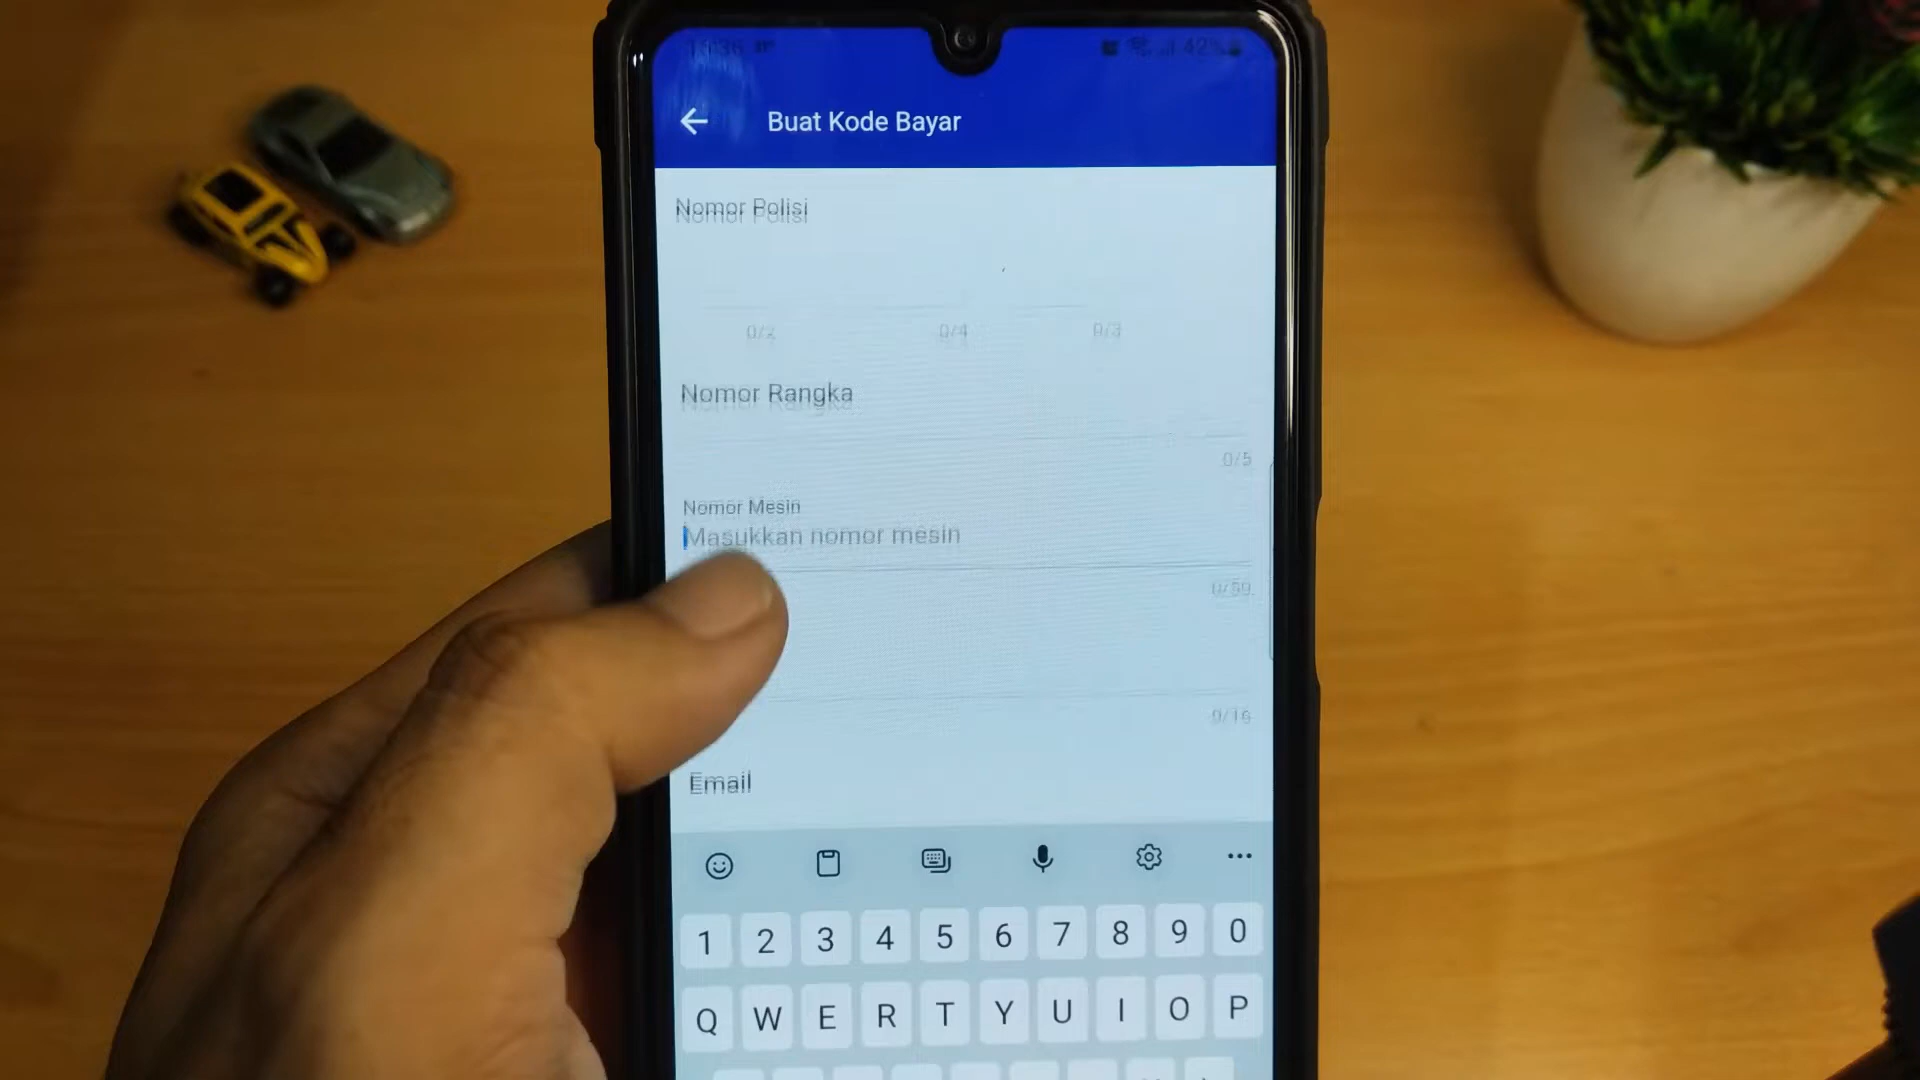 42%
Buat Kode Bayar
Nomor Polisi
0/2 0/4 0/3
Nomor Rangka
0/5
Nomor Mesin
Masukkan nomor mesin
0/50
0/16
Email
1 2 3 4 5 6 7 8 9 0
Q W E R T Y U I O P